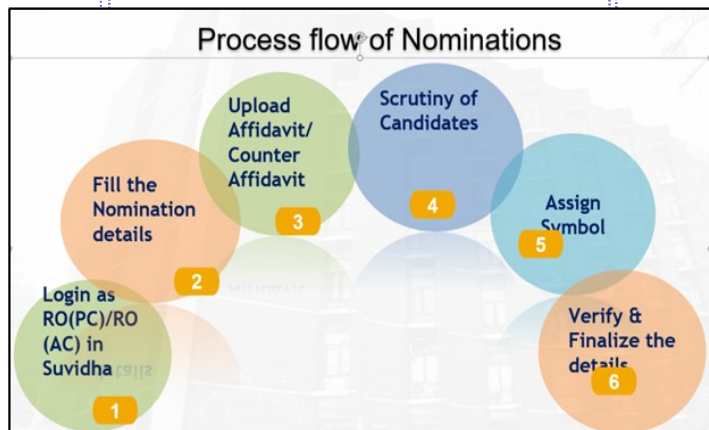 Process flow of Nominations
Login as
RO(PC)/RO
(AC) in
Suvidha
1
Fill the
Nomination
details
2
Upload
Affidavit/
Counter
Affidavit
3
Scrutiny of
Candidates
4
Assign
Symbol
5
Verify &
Finalize the
details
6